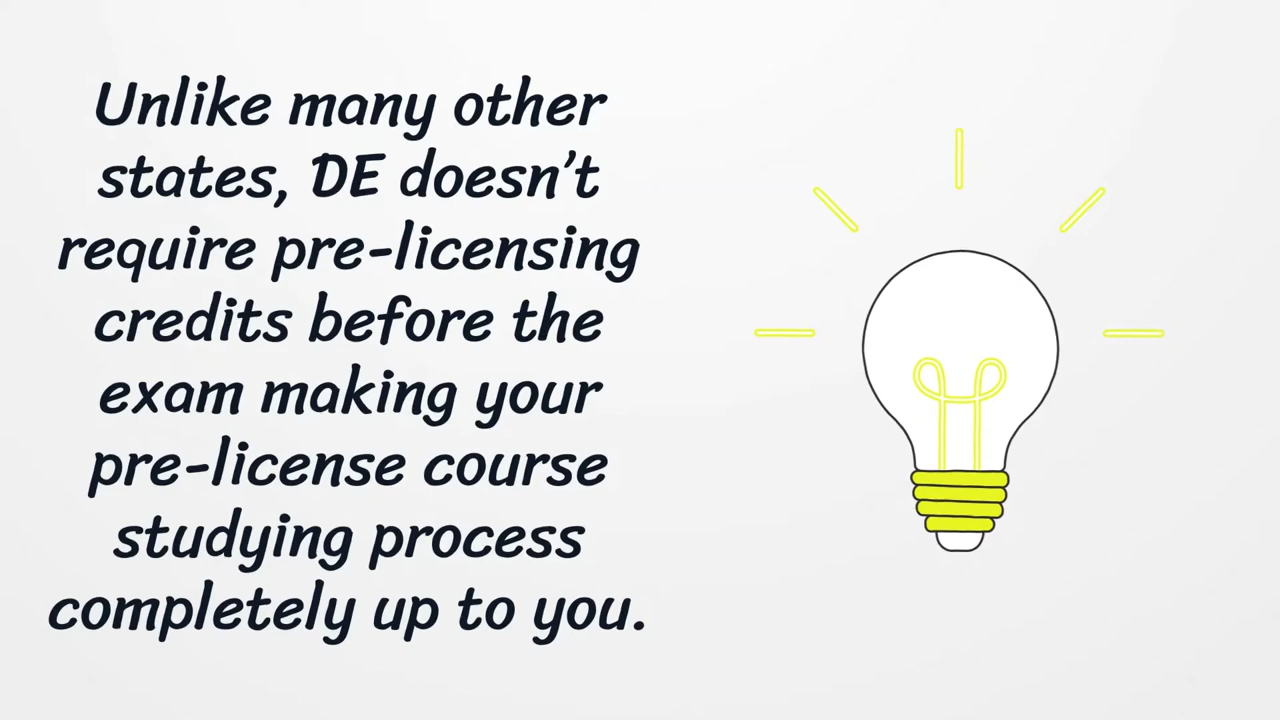 Unlike many other
states, DE doesn’t
require pre-licensing
credits before the
exam making your
pre-license course
studying process
completely up to you.